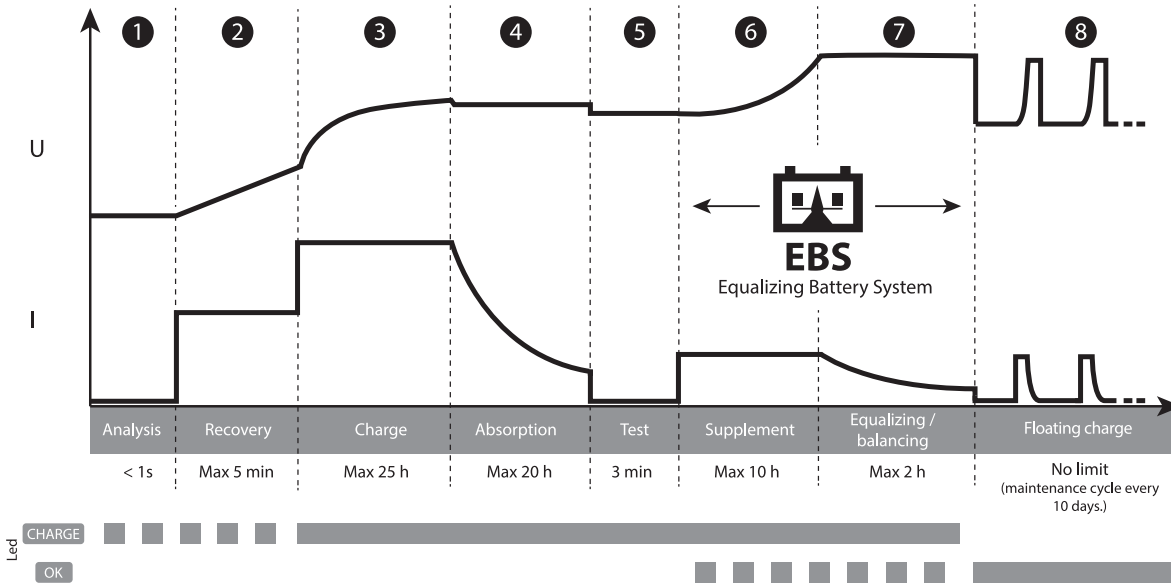 1 2 3 4 5 6 7 8
U
EBS
Equalizing Battery System
I
Analysis Recovery Charge Absorption Test Supplement Equalizing / balancing Floating charge
< 1s Max 5 min Max 25 h Max 20 h 3 min Max 10 h Max 2 h No limit
(maintenance cycle every
10 days.)
Led
CHARGE
OK